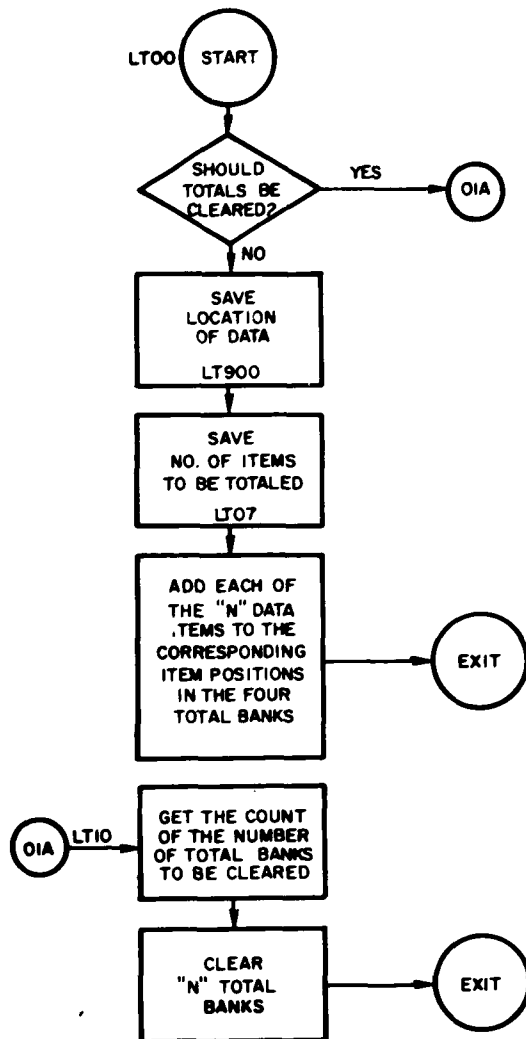 LT00
START
SHOULD
TOTALS BE
CLEARED?
YES
01A
NO
SAVE
LOCATION
OF DATA
LT900
SAVE
NO. OF ITEMS
TO BE TOTALED
LT07
ADD EACH OF
THE "N" DATA
ITEMS TO THE
CORRESPONDING
ITEM POSITIONS
IN THE FOUR
TOTAL BANKS
EXIT
01A
LT10
GET THE COUNT
OF THE NUMBER
OF TOTAL BANKS
TO BE CLEARED
CLEAR
"N" TOTAL
BANKS
EXIT